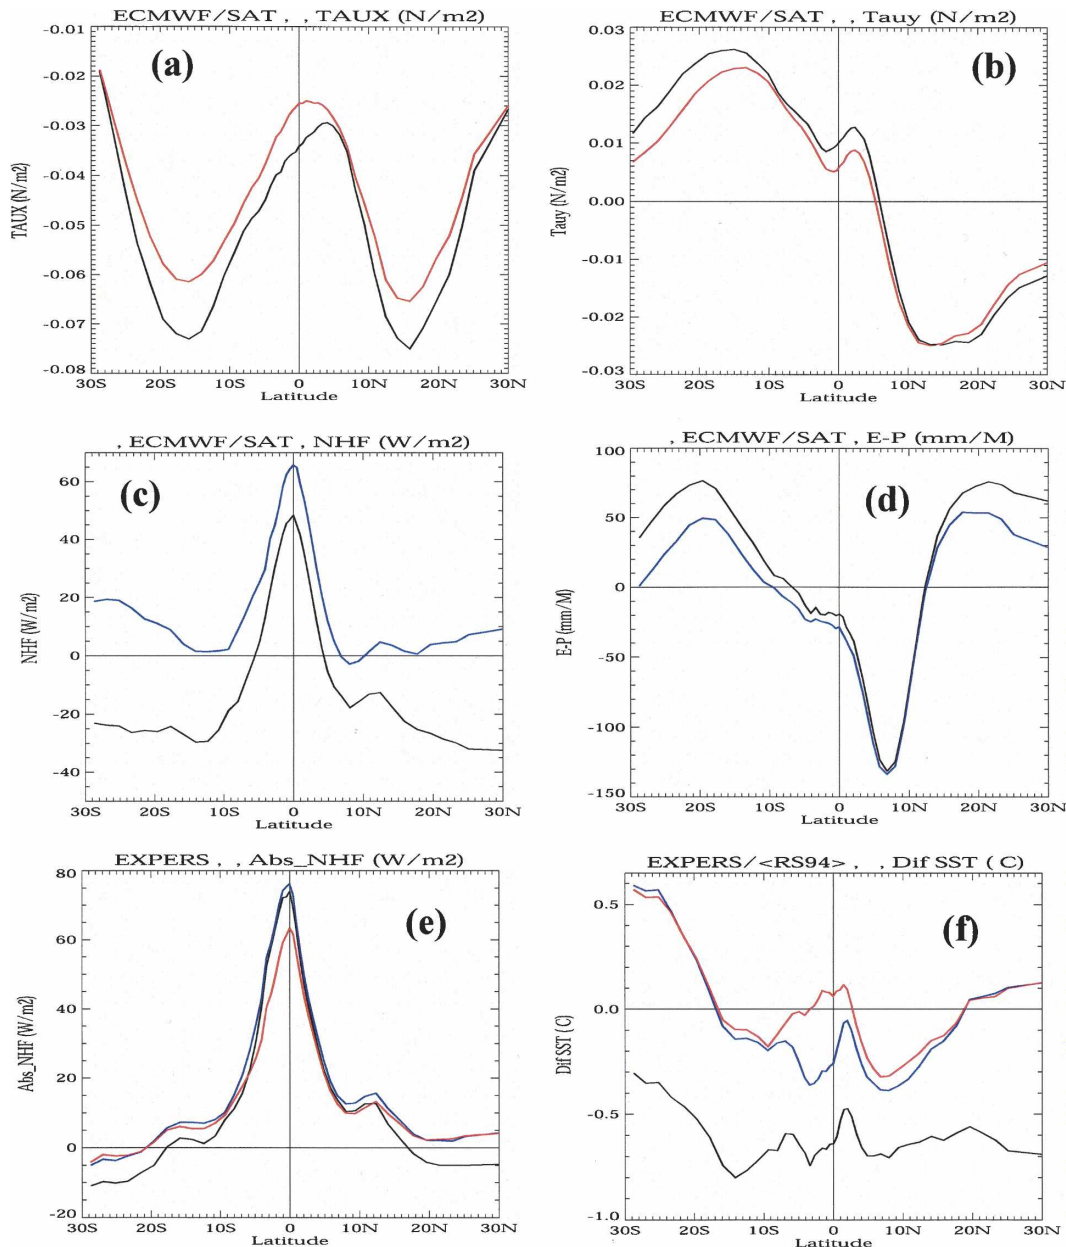 ECMWF/SAT , , TAUX (N/m2)
(a)
TAUX (N/m2)
-0.01
-0.02
-0.03
-0.04
-0.05
-0.06
-0.07
-0.08
30S 20S 10S 0 10N 20N 30N
Latitude
ECMWF/SAT , , Tauy (N/m2)
(b)
Tauy (N/m2)
0.03
0.02
0.01
0.00
-0.01
-0.02
-0.03
30S 20S 10S 0 10N 20N 30N
Latitude
, ECMWF/SAT , NHF (W/m2)
(c)
NHF (W/m2)
60
40
20
0
-20
-40
30S 20S 10S 0 10N 20N 30N
Latitude
, ECMWF/SAT , E-P (mm/M)
(d)
E-P (mm/M)
100
50
0
-50
-100
-150
30S 20S 10S 0 10N 20N 30N
Latitude
EXPERS , , Abs_NHF (W/m2)
(e)
Abs_NHF (W/m2)
80
60
40
20
0
-20
30S 20S 10S 0 10N 20N 30N
Latitude
EXPERS/<RS94> , , Dif SST ( C)
(f)
Dif SST ( C)
0.5
0.0
-0.5
-1.0
30S 20S 10S 0 10N 20N 30N
Latitude